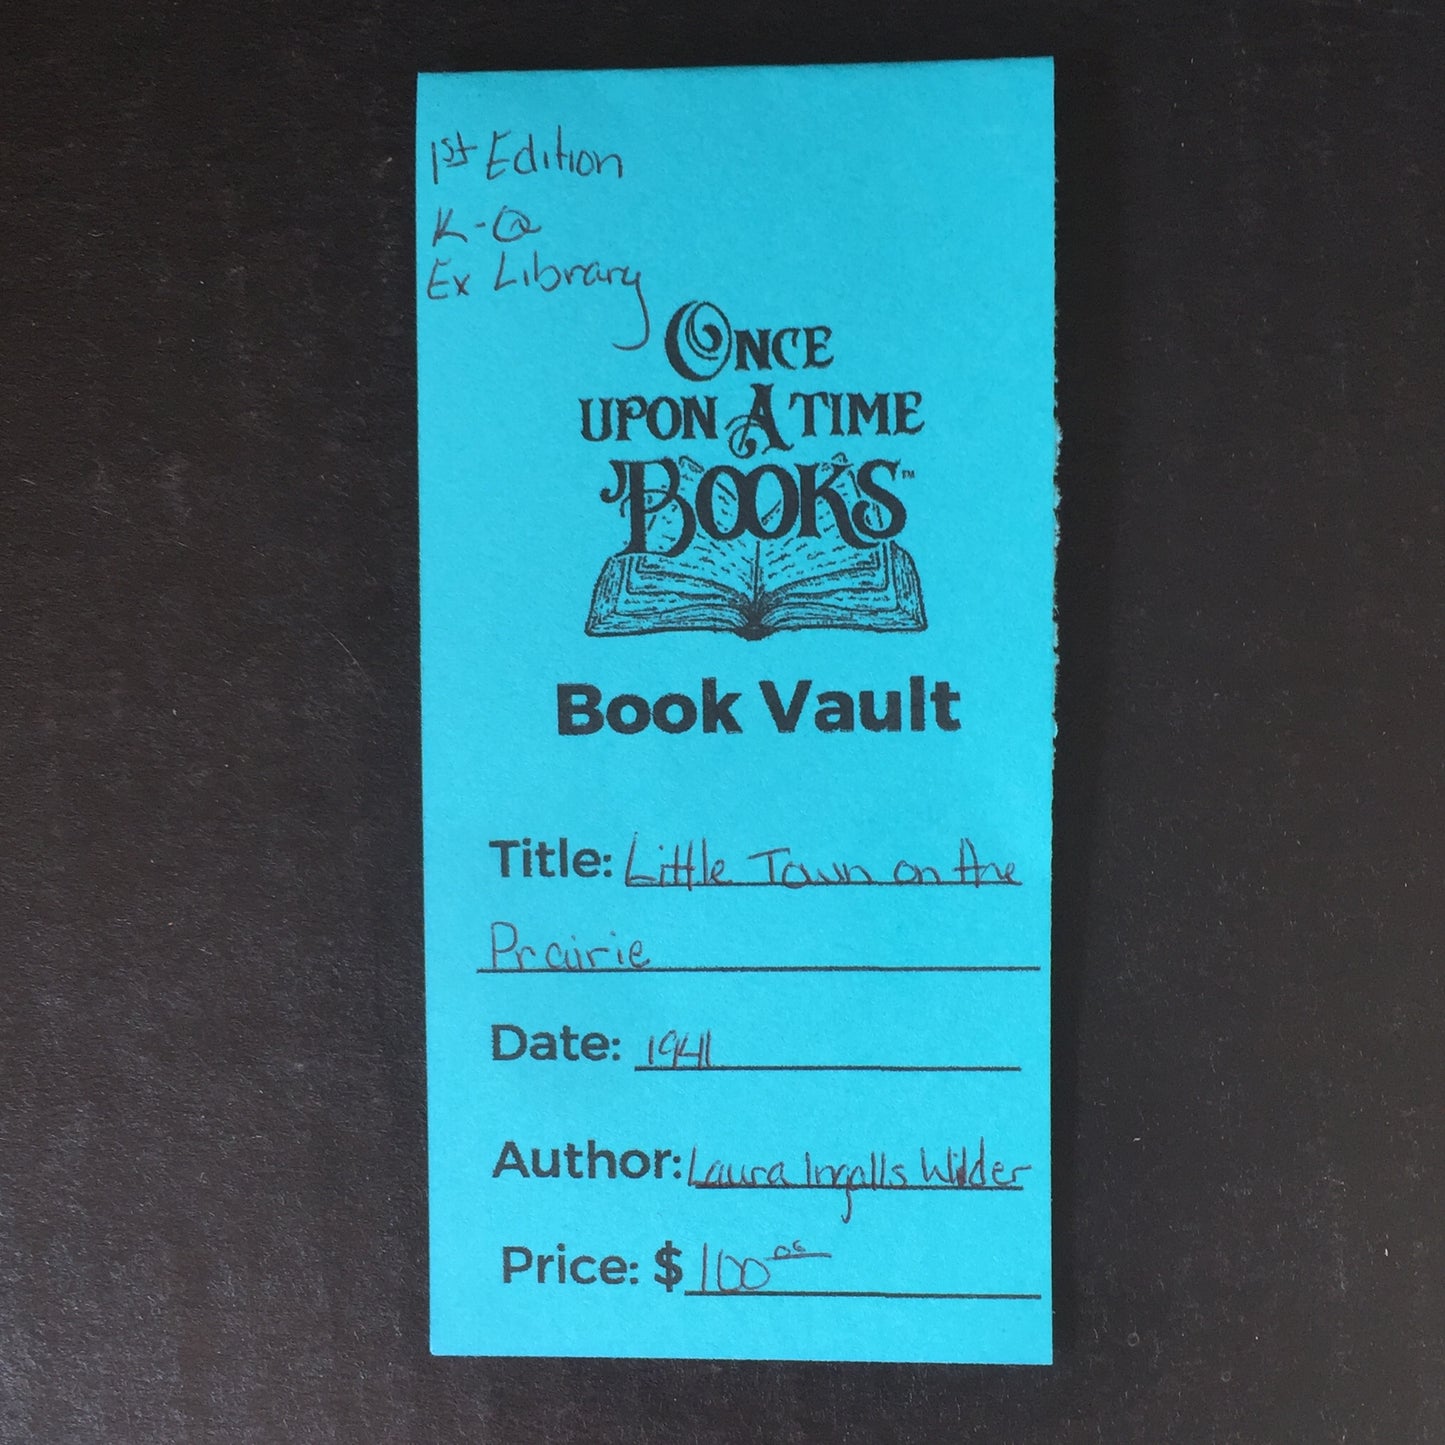 1st Edition
K-Q
Ex Library
ONCE
UPON A TIME
BOOKS™
Book Vault
Title: Little Town on the
Prairie
Date: 1941
Author: Laura Ingalls Wilder
Price: $ 100 00